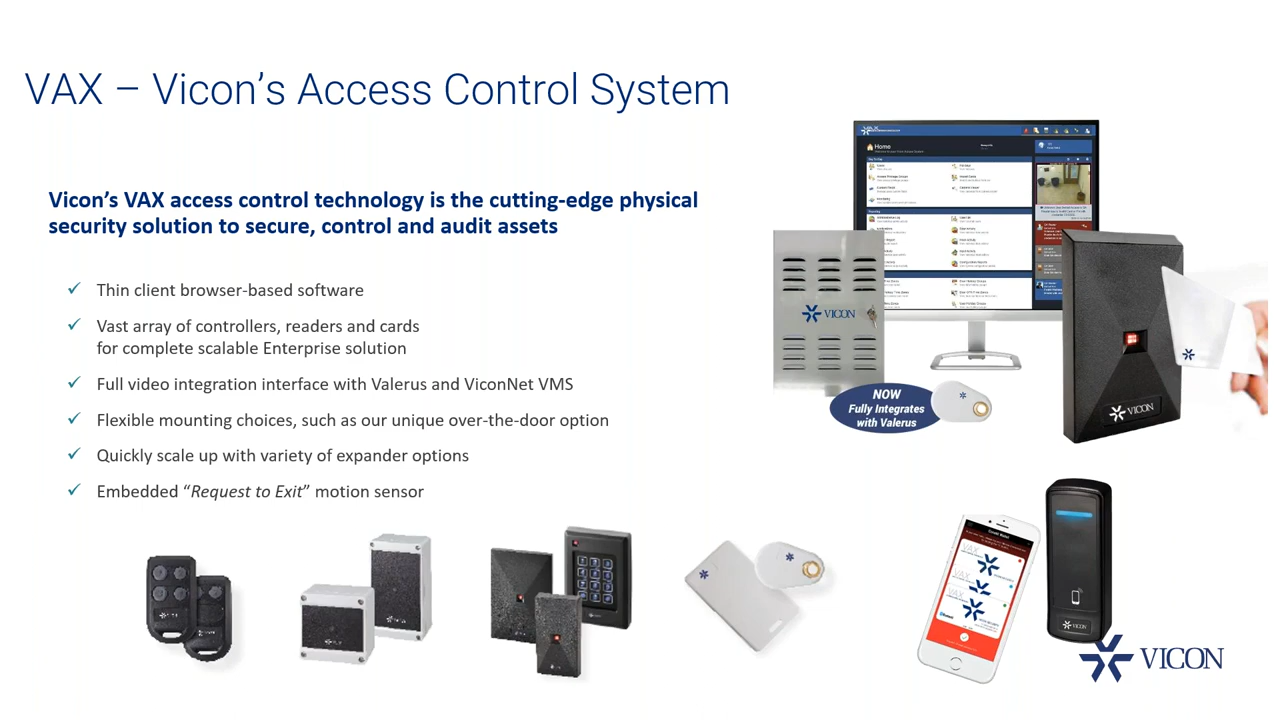 VAX – Vicon's Access Control System
Vicon's VAX access control technology is the cutting-edge physical
security solution to secure, control and audit assets
✓ Thin client browser-based software
✓ Vast array of controllers, readers and cards
for complete scalable Enterprise solution
✓ Full video integration interface with Valerus and ViconNet VMS
✓ Flexible mounting choices, such as our unique over-the-door option
✓ Quickly scale up with variety of expander options
✓ Embedded “Request to Exit” motion sensor
Home
VICON
NOW
Fully Integrates
with Valerus
VICON
VAX
VAX
VAX
VICON
VICON